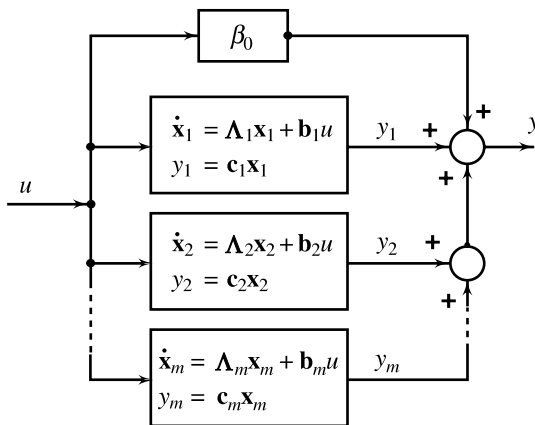 β₀
+
ẋ₁ = Λ₁x₁ + b₁u
y₁ = c₁x₁
y₁
+
y
u
+
ẋ₂ = Λ₂x₂ + b₂u
y₂ = c₂x₂
y₂
+
+
ẋₘ = Λₘxₘ + bₘu
yₘ = cₘxₘ
yₘ